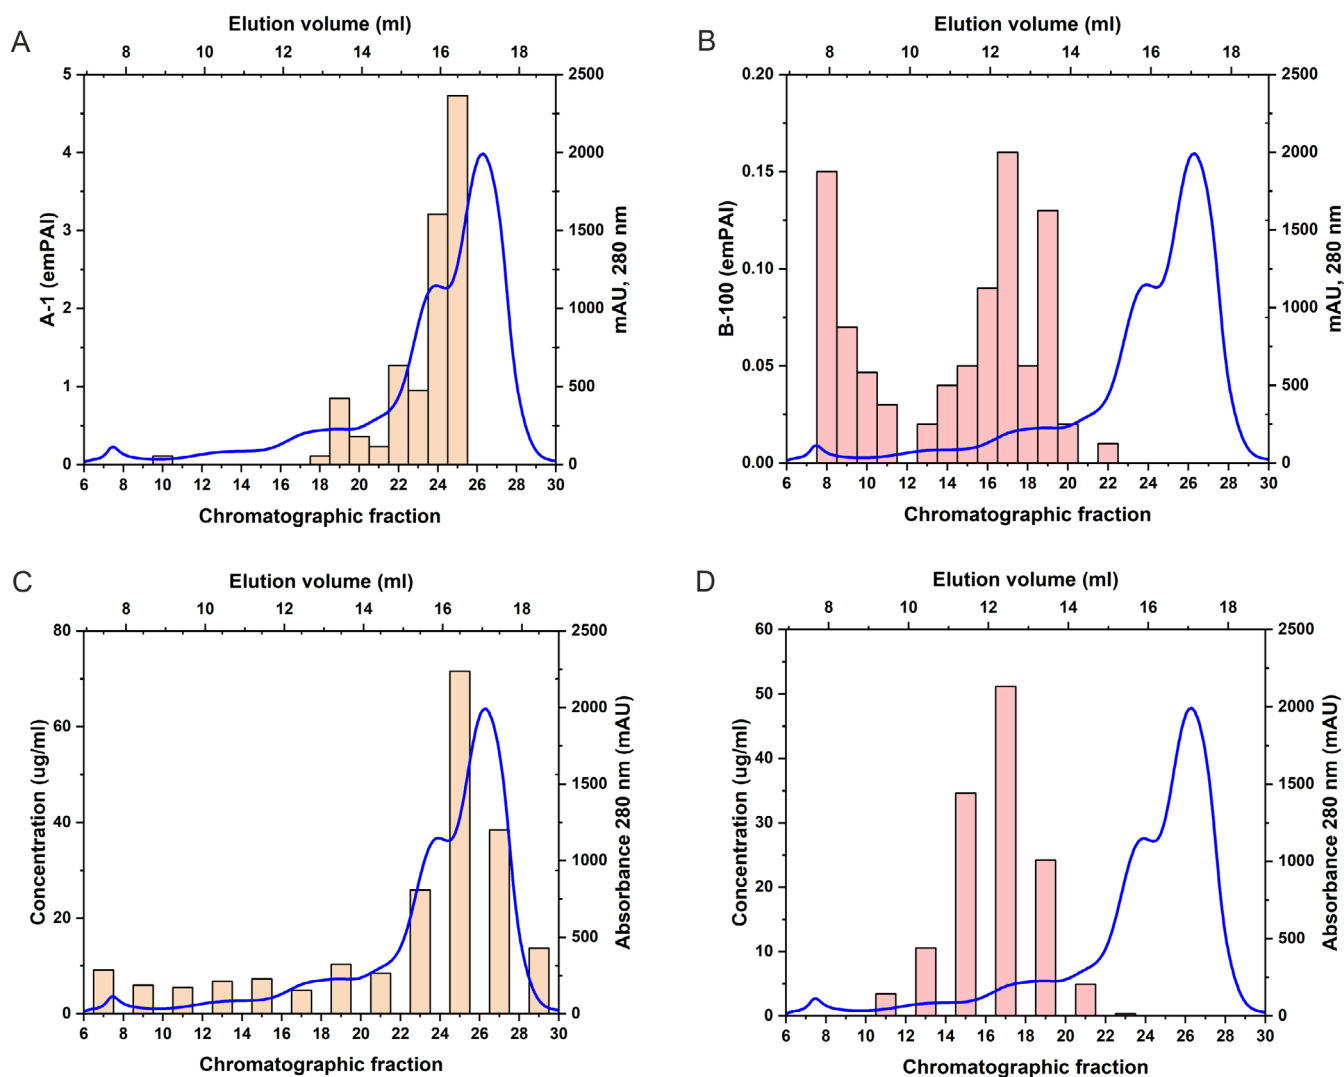 A
Elution volume (ml)
8 10 12 14 16 18
5 4 3 2 1 0
A-1 (emPAI)
2500 2000 1500 1000 500 0
mAU, 280 nm
6 8 10 12 14 16 18 20 22 24 26 28 30
Chromatographic fraction
B
Elution volume (ml)
8 10 12 14 16 18
0.20 0.15 0.10 0.05 0.00
B-100 (emPAI)
2500 2000 1500 1000 500 0
mAU, 280 nm
6 8 10 12 14 16 18 20 22 24 26 28 30
Chromatographic fraction
C
Elution volume (ml)
8 10 12 14 16 18
80 60 40 20 0
Concentration (ug/ml)
2500 2000 1500 1000 500 0
Absorbance 280 nm (mAU)
6 8 10 12 14 16 18 20 22 24 26 28 30
Chromatographic fraction
D
Elution volume (ml)
8 10 12 14 16 18
60 50 40 30 20 10 0
Concentration (ug/ml)
2500 2000 1500 1000 500 0
Absorbance 280 nm (mAU)
6 8 10 12 14 16 18 20 22 24 26 28 30
Chromatographic fraction